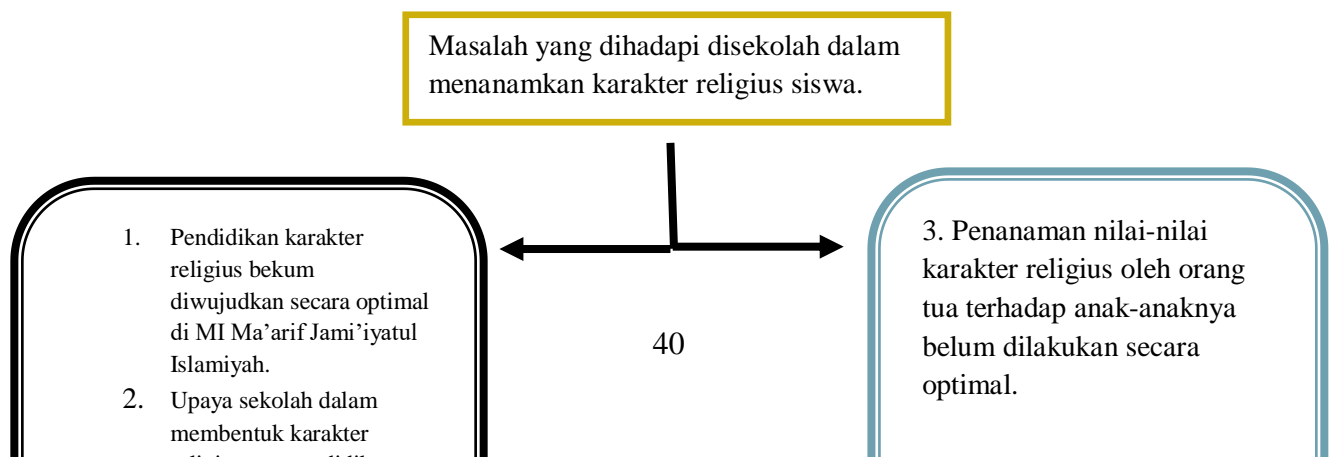 Masalah yang dihadapi disekolah dalam
menanamkan karakter religius siswa.
1. Pendidikan karakter
religius bekum
diwujudkan secara optimal
di MI Ma’arif Jami’iyatul
Islamiyah.
2. Upaya sekolah dalam
membentuk karakter
40
3. Penanaman nilai-nilai
karakter religius oleh orang
tua terhadap anak-anaknya
belum dilakukan secara
optimal.